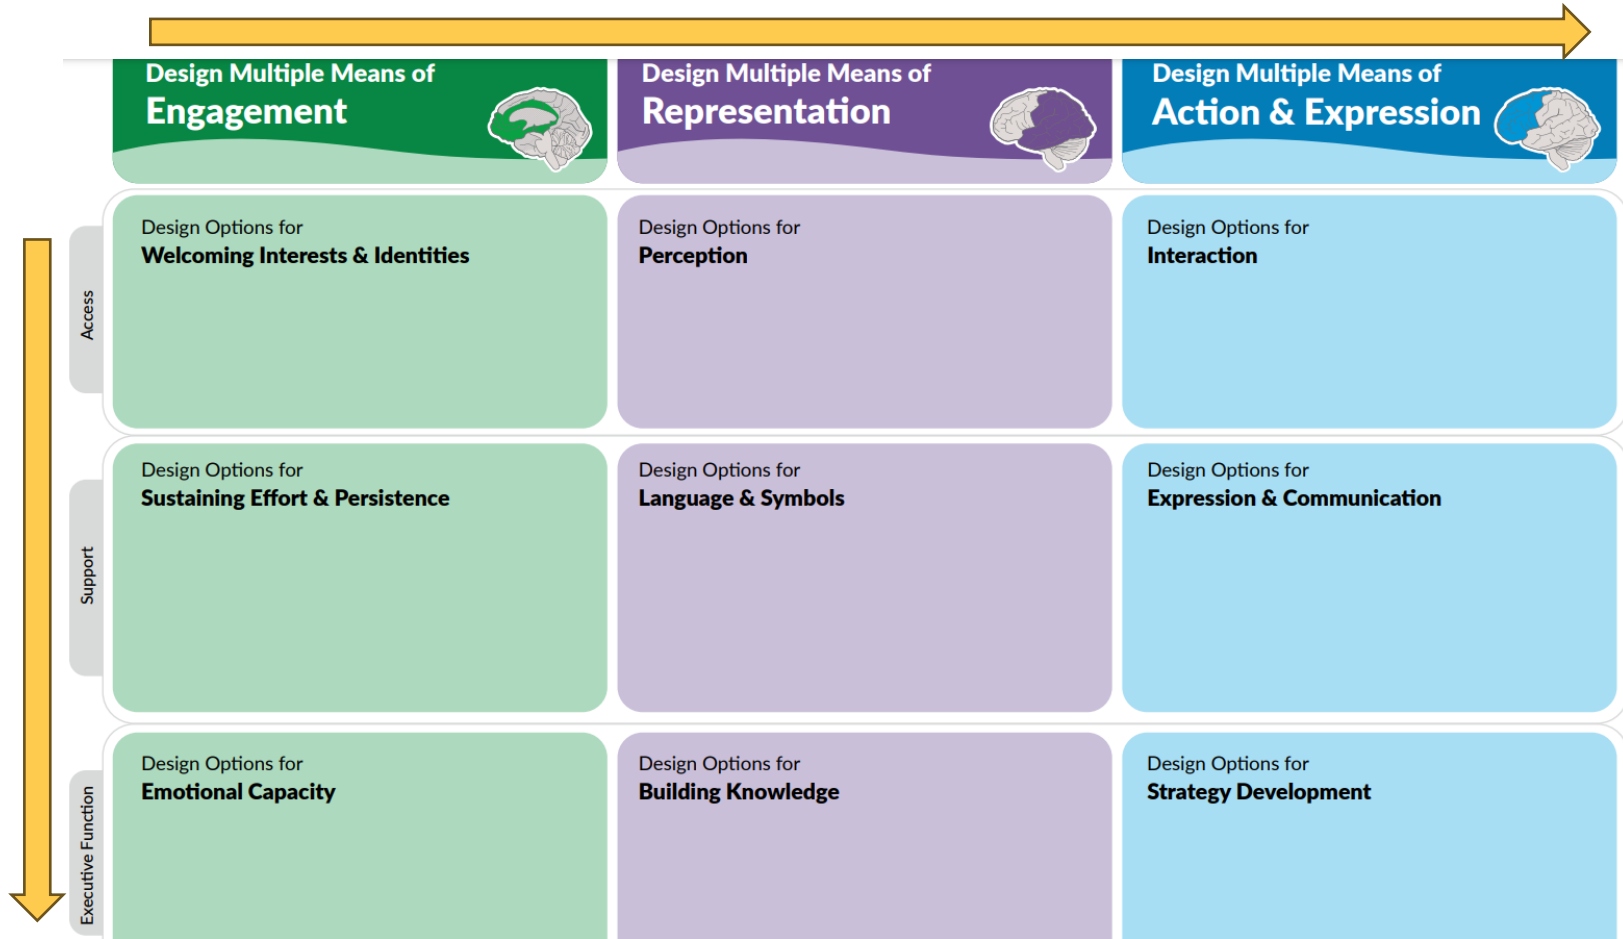 Design Multiple Means of
Engagement
Design Multiple Means of
Representation
Design Multiple Means of
Action & Expression
Access
Design Options for
Welcoming Interests & Identities
Design Options for
Perception
Design Options for
Interaction
Support
Design Options for
Sustaining Effort & Persistence
Design Options for
Language & Symbols
Design Options for
Expression & Communication
Executive Function
Design Options for
Emotional Capacity
Design Options for
Building Knowledge
Design Options for
Strategy Development